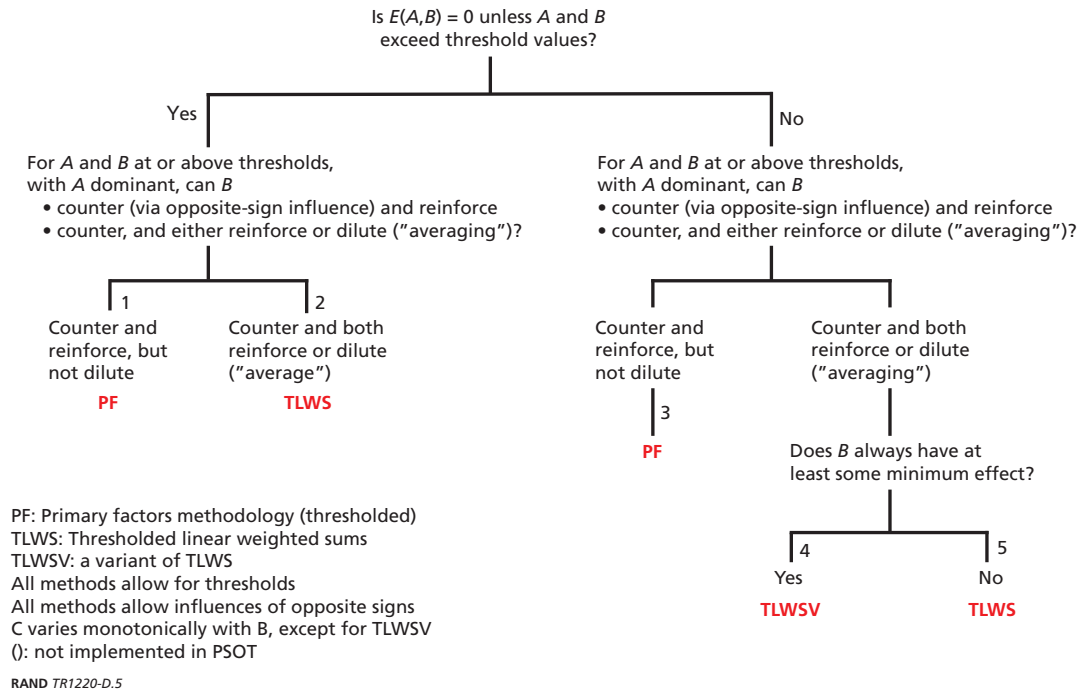 Is E(A,B) = 0 unless A and B
exceed threshold values?
Yes
No
For A and B at or above thresholds,
with A dominant, can B
• counter (via opposite-sign influence) and reinforce
• counter, and either reinforce or dilute (”averaging”)?
For A and B at or above thresholds,
with A dominant, can B
• counter (via opposite-sign influence) and reinforce
• counter, and either reinforce or dilute (”averaging”)?
1
Counter and
reinforce, but
not dilute
PF
2
Counter and both
reinforce or dilute
(”average”)
TLWS
Counter and
reinforce, but
not dilute
3
PF
Counter and both
reinforce or dilute
(”averaging”)
Does B always have at
least some minimum effect?
4
Yes
TLWSV
5
No
TLWS
PF: Primary factors methodology (thresholded)
TLWS: Thresholded linear weighted sums
TLWSV: a variant of TLWS
All methods allow for thresholds
All methods allow influences of opposite signs
C varies monotonically with B, except for TLWSV
(): not implemented in PSOT
RAND TR1220-D.5